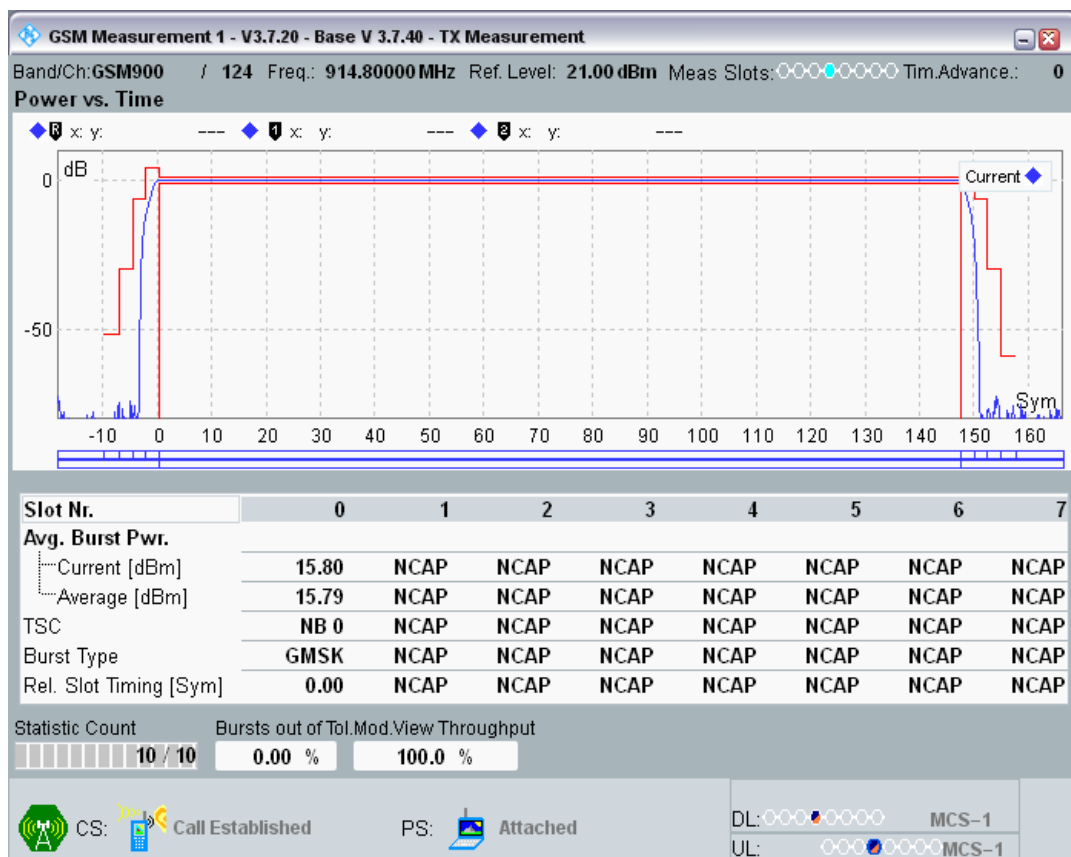 GSM Measurement 1 - V3.7.20 - Base V 3.7.40 - TX Measurement
Band/Ch:GSM900 / 124 Freq.: 914.80000 MHz Ref. Level: 21.00 dBm Meas Slots: Tim.Advance.: 0
Power vs. Time
R x: y: --- 1 x: y: --- 2 x: y: ---
dB
Current
0
-50
Sym
-10 0 10 20 30 40 50 60 70 80 90 100 110 120 130 140 150 160
Slot Nr. 0 1 2 3 4 5 6 7
Avg. Burst Pwr.
Current [dBm] 15.80 NCAP NCAP NCAP NCAP NCAP NCAP NCAP
Average [dBm] 15.79 NCAP NCAP NCAP NCAP NCAP NCAP NCAP
TSC NB 0 NCAP NCAP NCAP NCAP NCAP NCAP NCAP
Burst Type GMSK NCAP NCAP NCAP NCAP NCAP NCAP NCAP
Rel. Slot Timing [Sym] 0.00 NCAP NCAP NCAP NCAP NCAP NCAP NCAP
Statistic Count Bursts out of Tol. Mod.View Throughput
10 / 10 0.00 % 100.0 %
CS: Call Established PS: Attached DL: MCS-1
UL: MCS-1